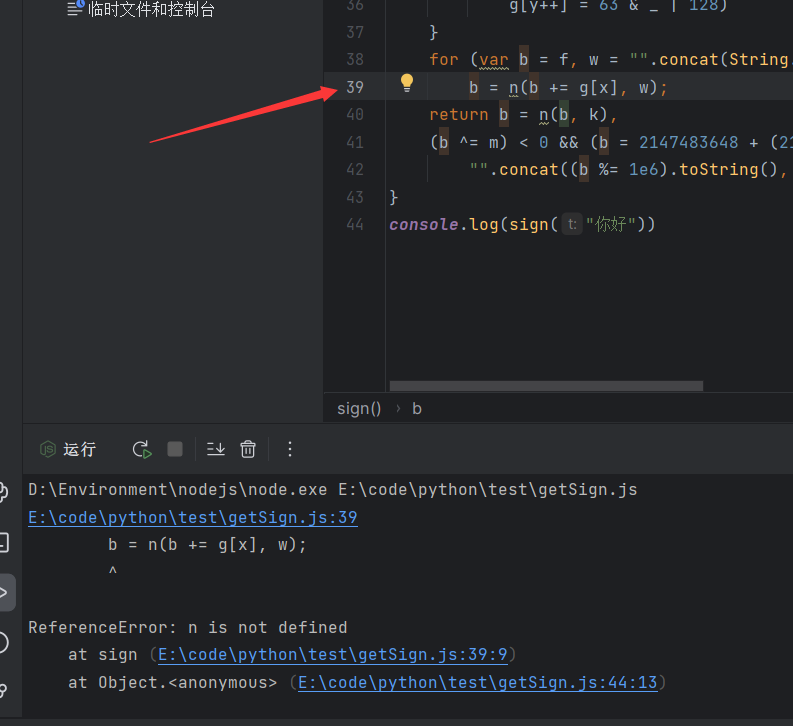 临时文件和控制台
36 g[y++] = 63 & _ | 128)
37 }
38 for (var b = f, w = "".concat(String
39 b = n(b += g[x], w);
40 return b = n(b, k),
41 (b ^= m) < 0 && (b = 2147483648 + (21
42 "".concat((b %= 1e6).toString(),
43 }
44 console.log(sign( t: "你好"))
sign() › b
运行
D:\Environment\nodejs\node.exe E:\code\python\test\getSign.js
E:\code\python\test\getSign.js:39
b = n(b += g[x], w);
^
ReferenceError: n is not defined
at sign (E:\code\python\test\getSign.js:39:9)
at Object.<anonymous> (E:\code\python\test\getSign.js:44:13)